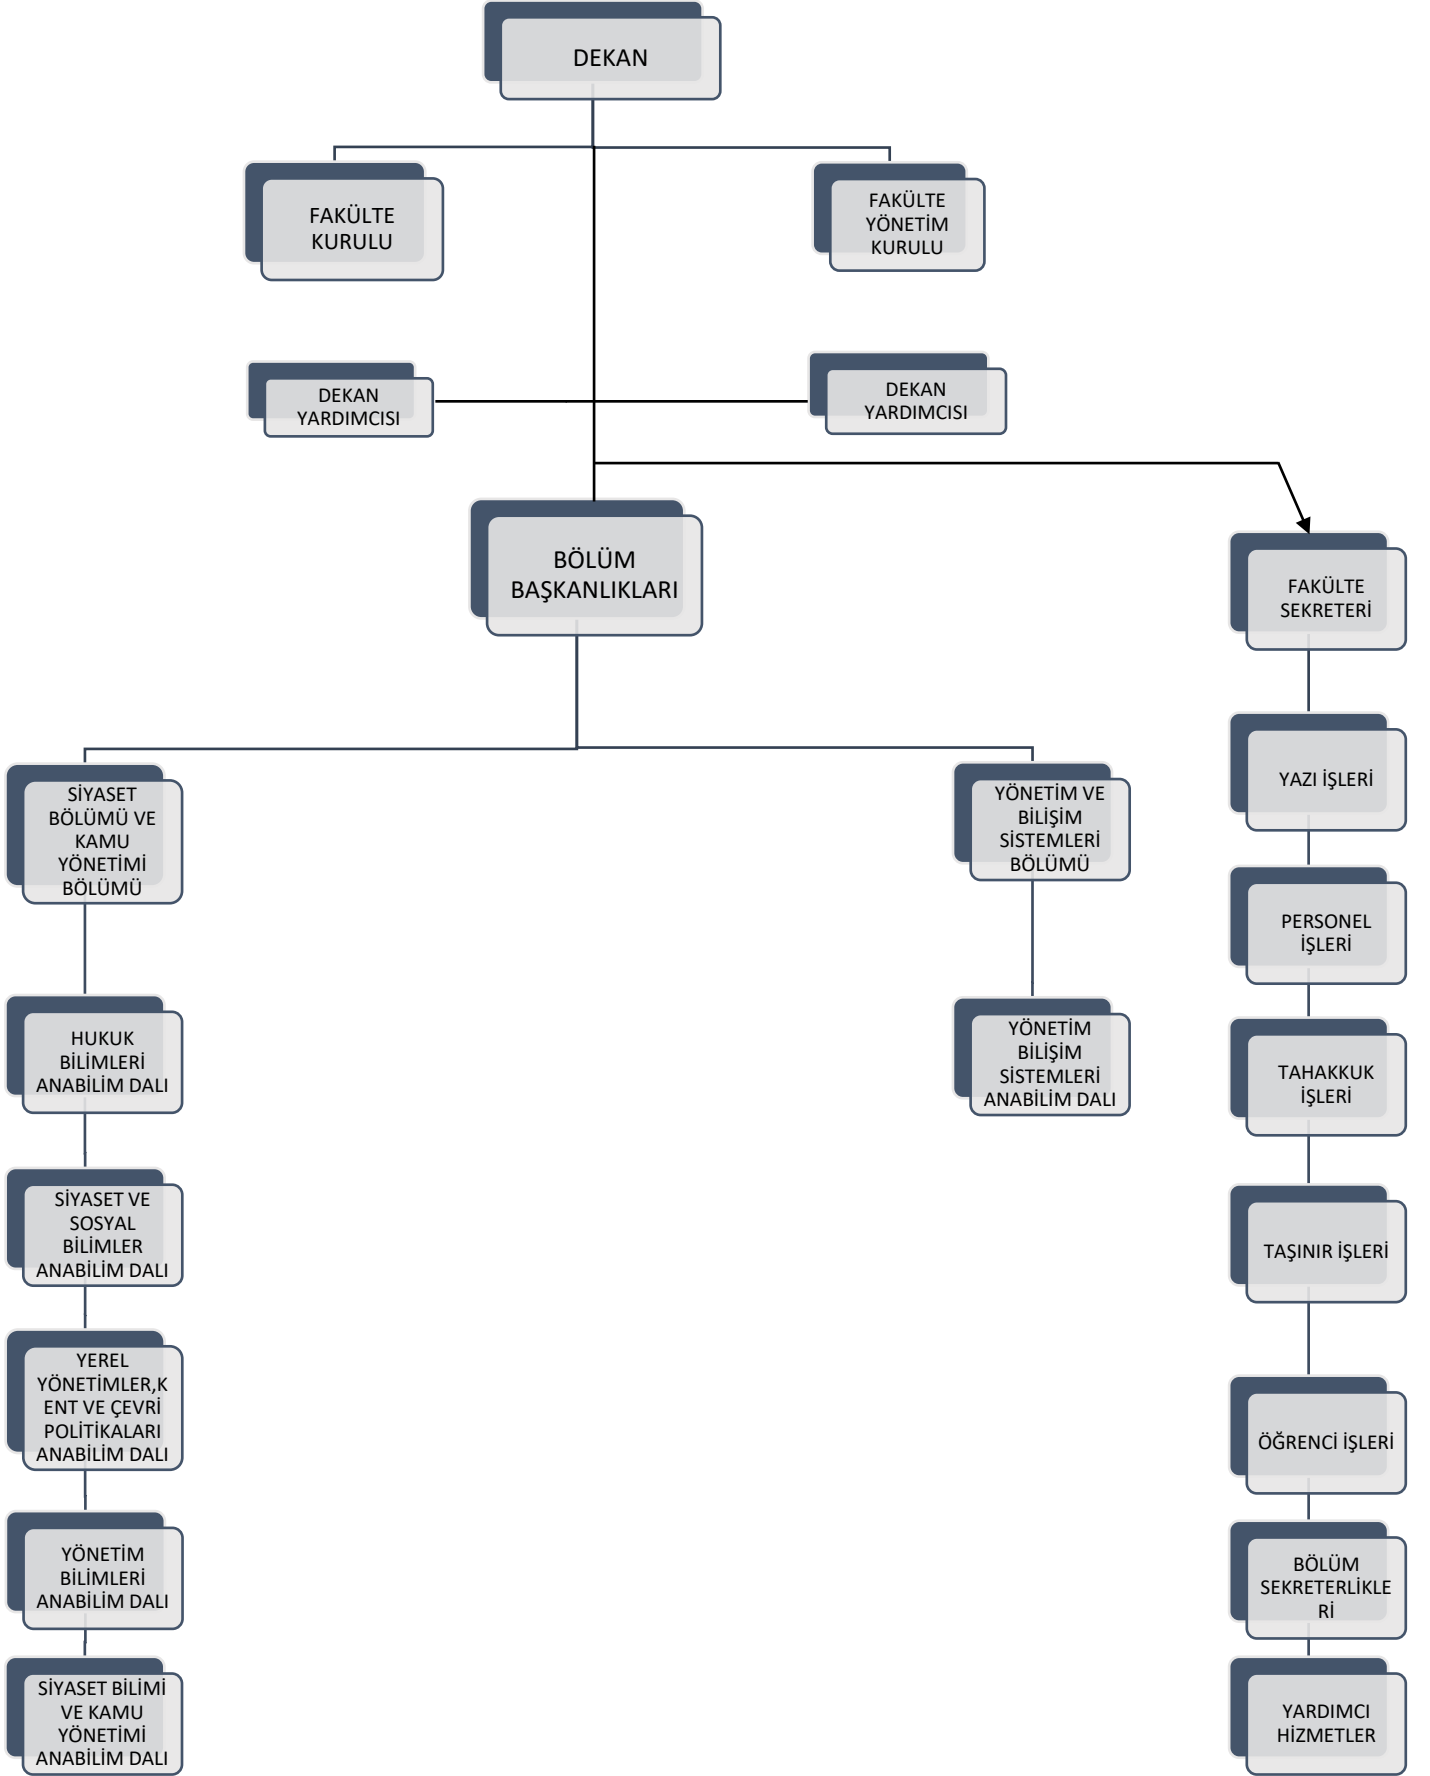 DEKAN
FAKÜLTE
KURULU
FAKÜLTE
YÖNETİM
KURULU
DEKAN
YARDIMCISI
DEKAN
YARDIMCISI
BÖLÜM
BAŞKANLIKLARI
FAKÜLTE
SEKRETERİ
SİYASET
BÖLÜMÜ VE
KAMU
YÖNETİMİ
BÖLÜMÜ
HUKUK
BİLİMLERİ
ANABİLİM DALI
SİYASET VE
SOSYAL
BİLİMLER
ANABİLİM DALI
YEREL
YÖNETİMLER,K
ENT VE ÇEVRİ
POLİTİKALARI
ANABİLİM DALI
YÖNETİM
BİLİMLERİ
ANABİLİM DALI
SİYASET BİLİMİ
VE KAMU
YÖNETİMİ
ANABİLİM DALI
YÖNETİM VE
BİLİŞİM
SİSTEMLERİ
BÖLÜMÜ
YÖNETİM
BİLİŞİM
SİSTEMLERİ
ANABİLİM DALI
YAZI İŞLERİ
PERSONEL
İŞLERİ
TAHAKKUK
İŞLERİ
TAŞINIR İŞLERİ
ÖĞRENCİ İŞLERİ
BÖLÜM
SEKRETERLİKLE
Rİ
YARDIMCI
HİZMETLER